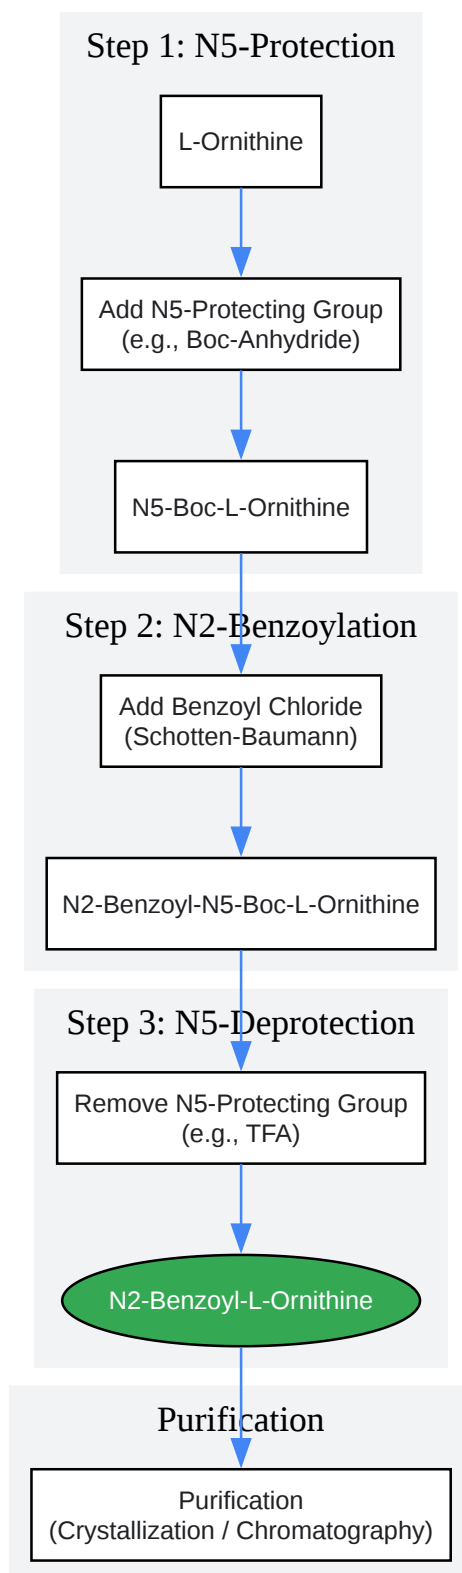 Step 1: N5-Protection
L-Ornithine
Add N5-Protecting Group
(e.g., Boc-Anhydride)
N5-Boc-L-Ornithine
Step 2: N2-Benzoylation
Add Benzoyl Chloride
(Schotten-Baumann)
N2-Benzoyl-N5-Boc-L-Ornithine
Step 3: N5-Deprotection
Remove N5-Protecting Group
(e.g., TFA)
N2-Benzoyl-L-Ornithine
Purification
Purification
(Crystallization / Chromatography)